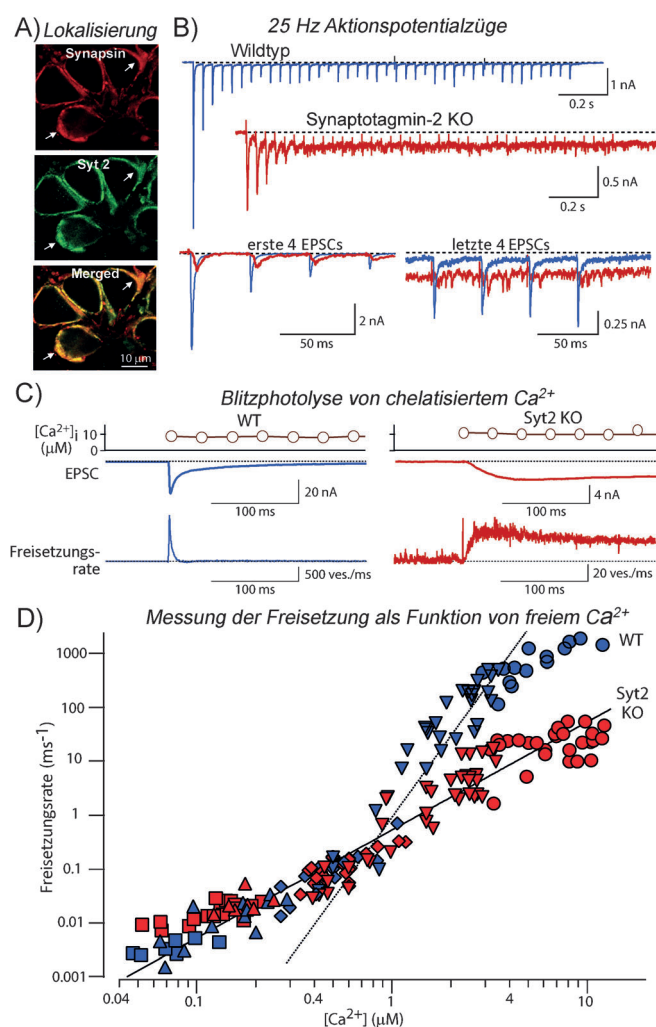 A) Lokalisierung
Synapsin
Syt 2
Merged
10 µm
B) 25 Hz Aktionspotentialzüge
Wildtyp
1 nA
0.2 s
Synaptotagmin-2 KO
0.5 nA
0.2 s
erste 4 EPSCs
letzte 4 EPSCs
50 ms
2 nA
50 ms
0.25 nA
C) Blitzphotolyse von chelatisiertem Ca²⁺
WT
Syt2 KO
[Ca²⁺]i
(µM)
10
0
10
0
EPSC
20 nA
100 ms
4 nA
100 ms
Freisetzungs-
rate
500 ves./ms
100 ms
20 ves./ms
100 ms
D) Messung der Freisetzung als Funktion von freiem Ca²⁺
WT
Syt2
KO
Freisetzungsrate (ms⁻¹)
1000
100
10
1
0.1
0.01
0.001
0.04 0.1 0.4 1 4 10
[Ca²⁺] (µM)